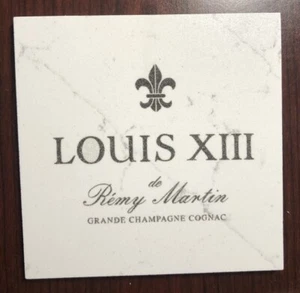 LOUIS XIII
de
Rémy Martin
GRANDE CHAMPAGNE COGNAC